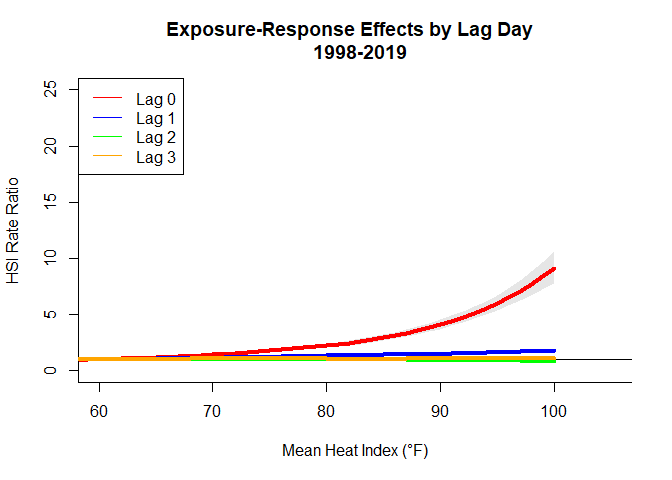 Exposure-Response Effects by Lag Day
1998-2019
HSI Rate Ratio
25
20
15
10
5
0
Lag 0
Lag 1
Lag 2
Lag 3
60 70 80 90 100
Mean Heat Index (°F)